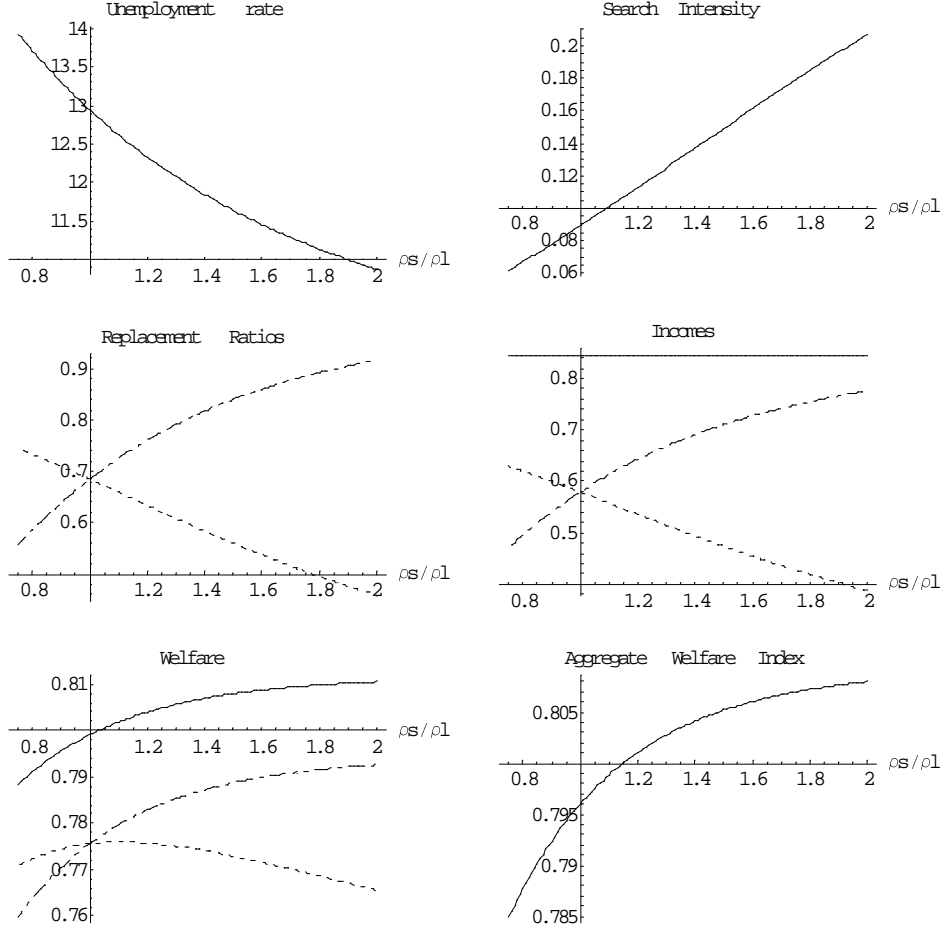 Unemployment rate
14
13.5
13
12.5
12
11.5
0.8 1.2 1.4 1.6 1.8 2
ρs/ρl
Search Intensity
0.2
0.18
0.16
0.14
0.12
0.08
0.06
0.8 1.2 1.4 1.6 1.8 2
ρs/ρl
Replacement Ratios
0.9
0.8
0.7
0.6
0.8 1.2 1.4 1.6 1.8 2
ρs/ρl
Incomes
0.8
0.7
0.6
0.5
0.8 1.2 1.4 1.6 1.8 2
ρs/ρl
Welfare
0.81
0.79
0.78
0.77
0.76
0.8 1.2 1.4 1.6 1.8 2
ρs/ρl
Aggregate Welfare Index
0.805
0.795
0.79
0.785
0.8 1.2 1.4 1.6 1.8 2
ρs/ρl